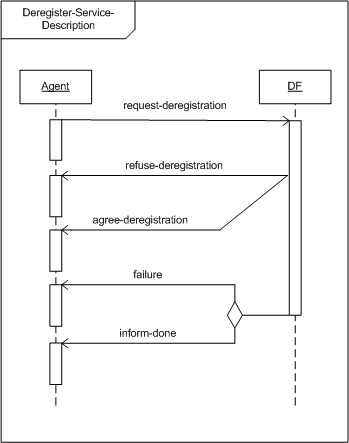 Deregister-Service-
Description
Agent
DF
request-deregistration
refuse-deregistration
agree-deregistration
failure
inform-done